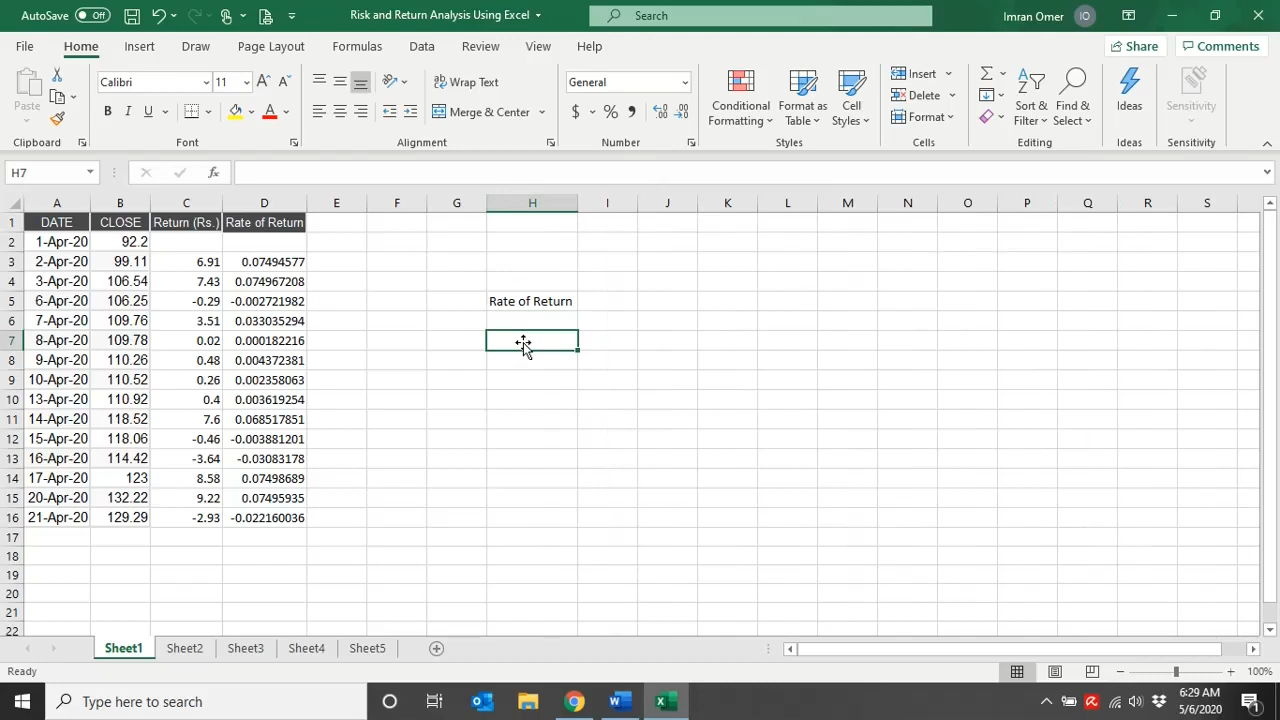 AutoSave Off
Risk and Return Analysis Using Excel
Search
Imran Omer IO
File Home Insert Draw Page Layout Formulas Data Review View Help
Share Comments
Paste
Clipboard
Calibri 11
B I U
Font
Wrap Text
Merge & Center
Alignment
General
$ %
Number
Conditional Formatting
Format as Table
Cell Styles
Styles
Insert
Delete
Format
Cells
Sort & Filter
Find & Select
Editing
Ideas
Ideas
Sensitivity
Sensitivity
H7 fx
A B C D E F G H I J K L M N O P Q R S
1 DATE CLOSE Return (Rs.) Rate of Return
2 1-Apr-20 92.2
3 2-Apr-20 99.11 6.91 0.07494577
4 3-Apr-20 106.54 7.43 0.074967208
5 6-Apr-20 106.25 -0.29 -0.002721982 Rate of Return
6 7-Apr-20 109.76 3.51 0.033035294
7 8-Apr-20 109.78 0.02 0.000182216
8 9-Apr-20 110.26 0.48 0.004372381
9 10-Apr-20 110.52 0.26 0.002358063
10 13-Apr-20 110.92 0.4 0.003619254
11 14-Apr-20 118.52 7.6 0.068517851
12 15-Apr-20 118.06 -0.46 -0.003881201
13 16-Apr-20 114.42 -3.64 -0.03083178
14 17-Apr-20 123 8.58 0.07498689
15 20-Apr-20 132.22 9.22 0.07495935
16 21-Apr-20 129.29 -2.93 -0.022160036
17
18
19
20
21
22
Sheet1 Sheet2 Sheet3 Sheet4 Sheet5
Ready
100%
Type here to search
6:29 AM
5/6/2020